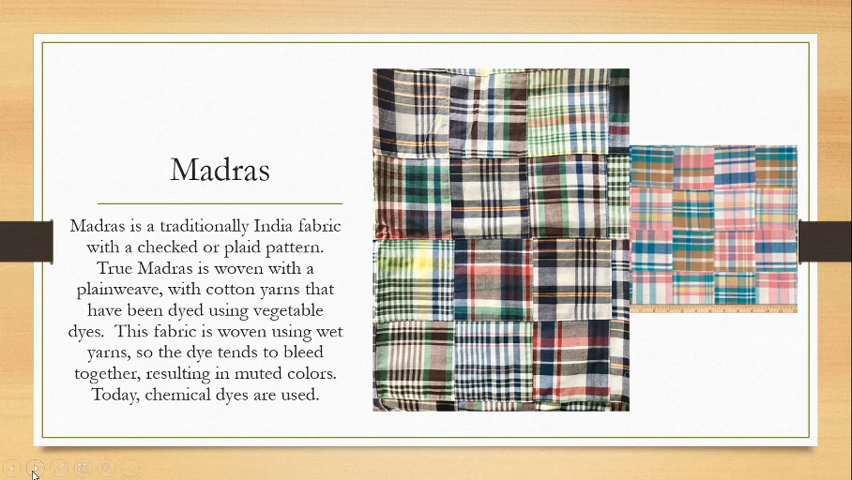 Madras
Madras is a traditionally India fabric
with a checked or plaid pattern.
True Madras is woven with a
plainweave, with cotton yarns that
have been dyed using vegetable
dyes.  This fabric is woven using wet
yarns, so the dye tends to bleed
together, resulting in muted colors.
Today, chemical dyes are used.